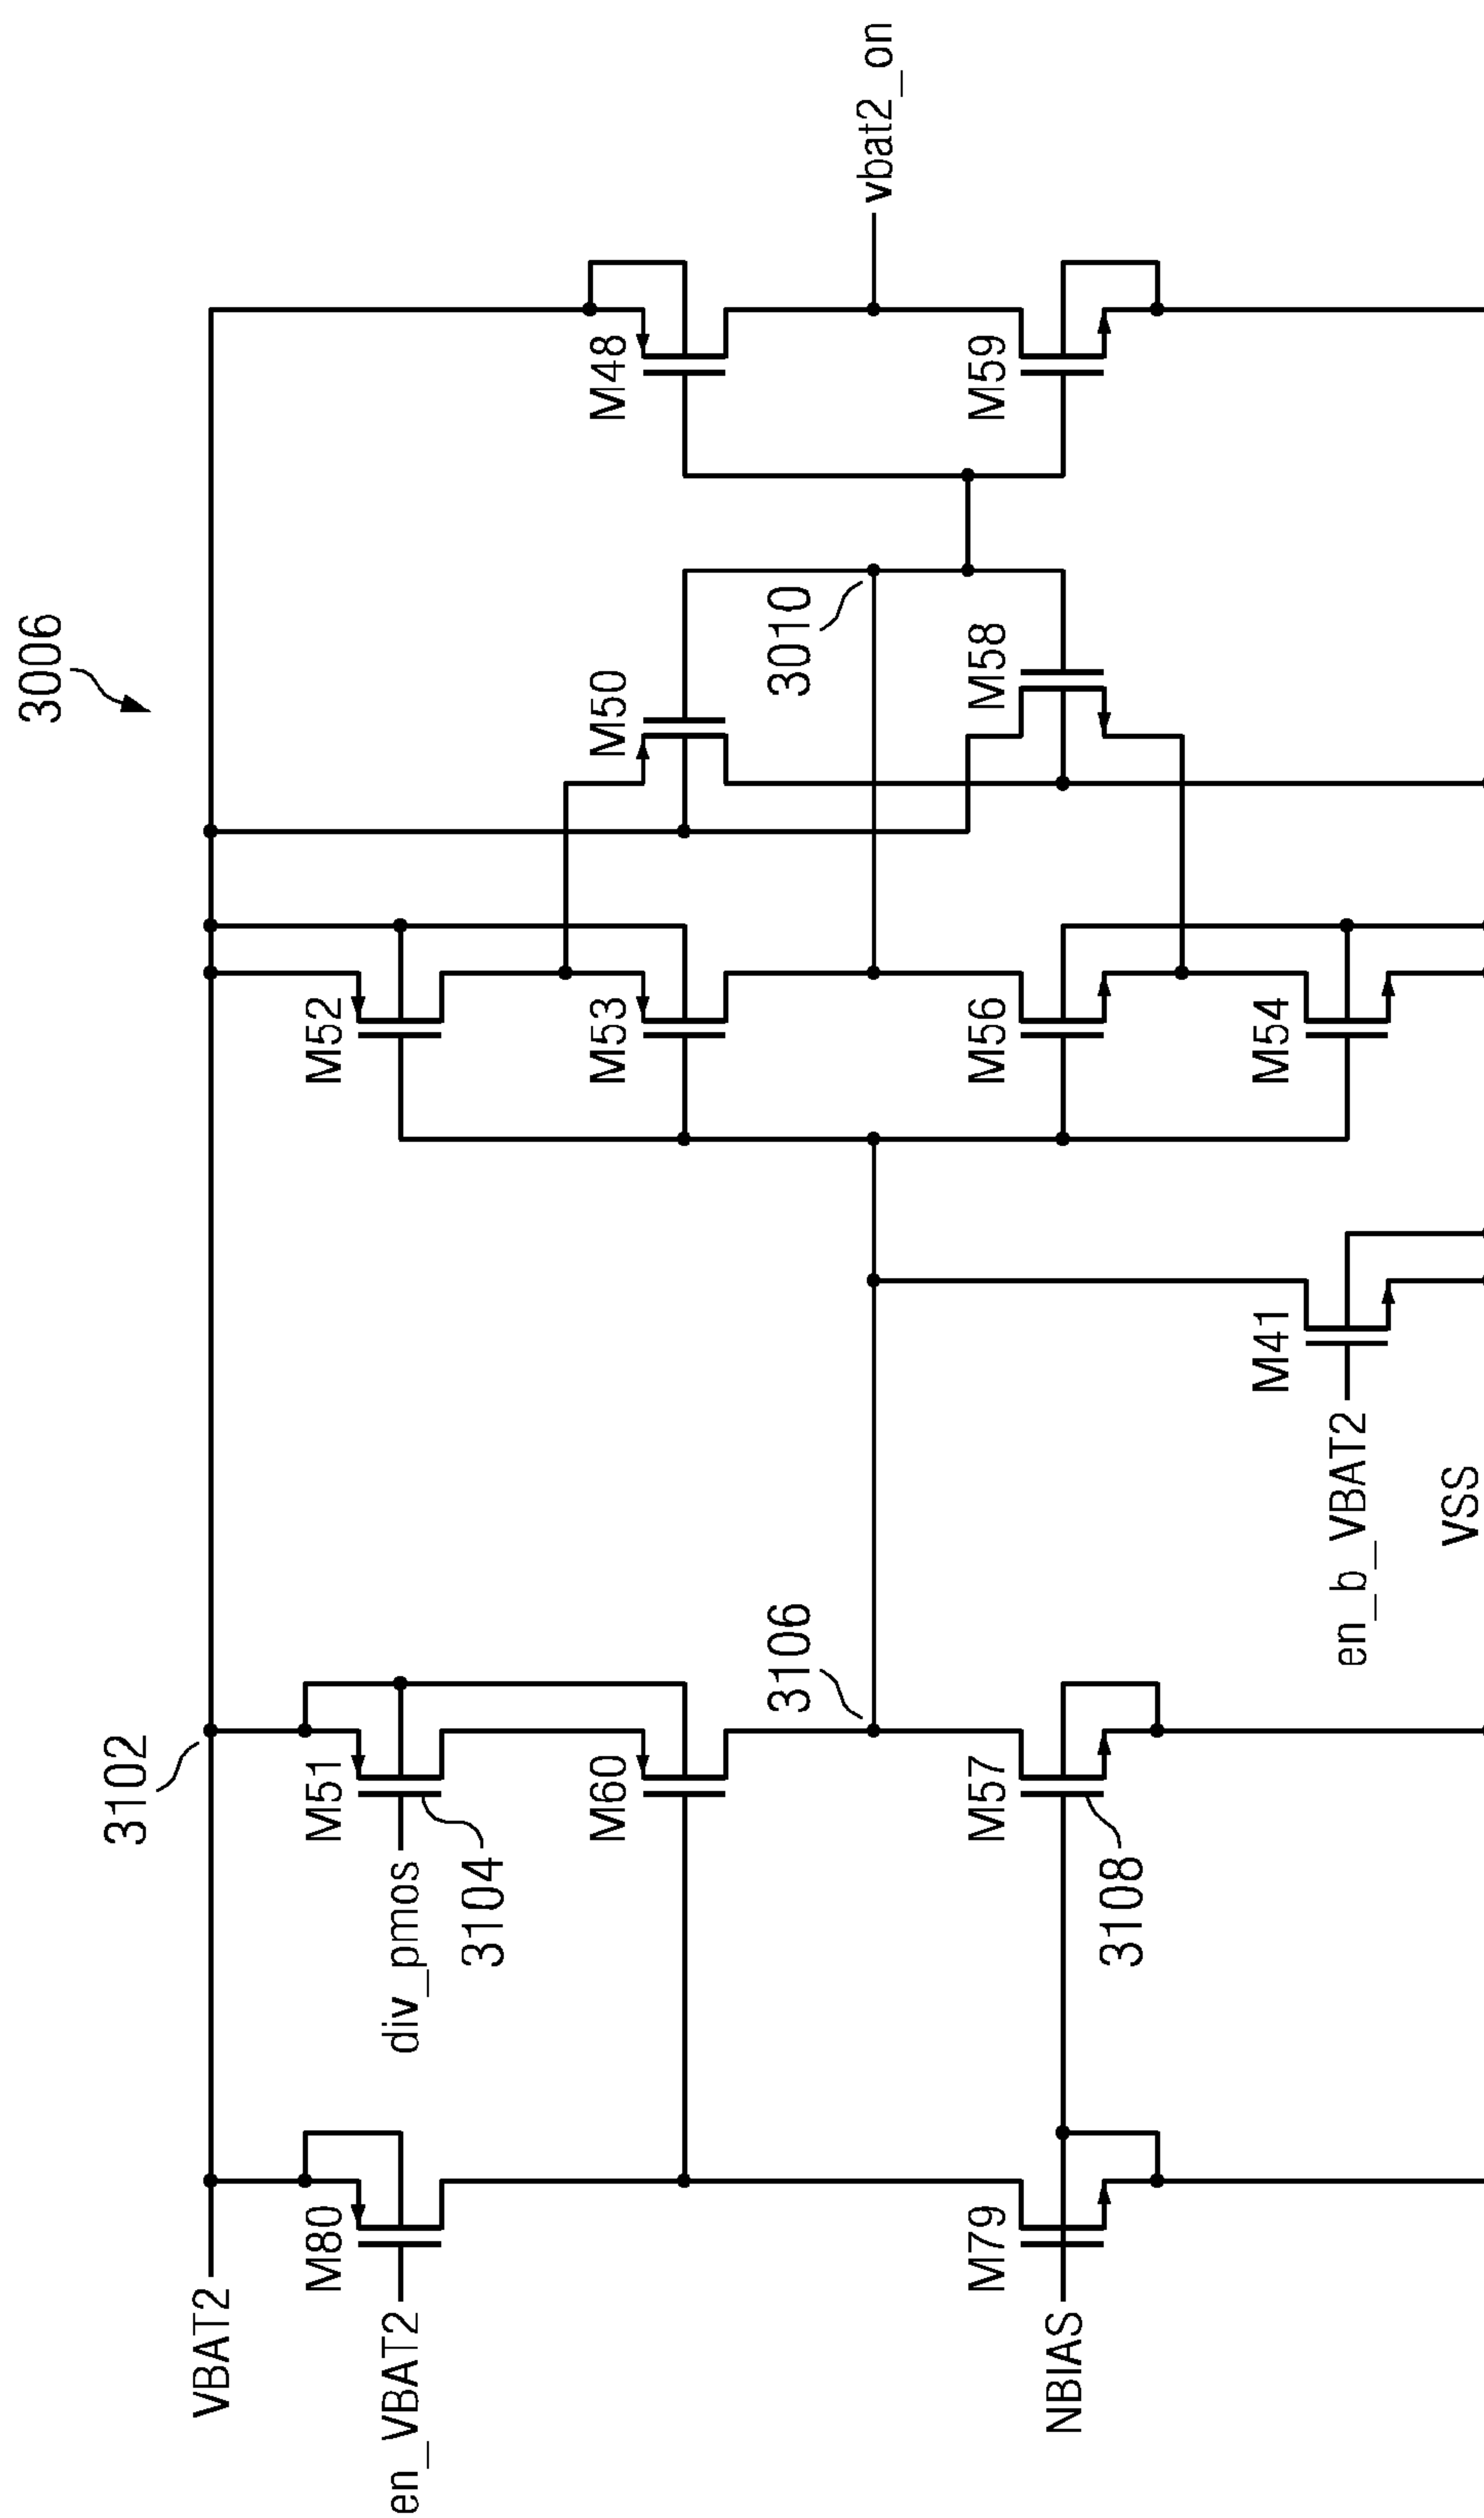 3006
VBAT2
3102
en_VBAT2
M80
M51
div_pmos
3104
M52
M60
M53
M50
M48
3106
3010
vbat2_on
NBIAS
M79
M57
3108
M56
M58
M59
M41
en_b_VBAT2
M54
VSS